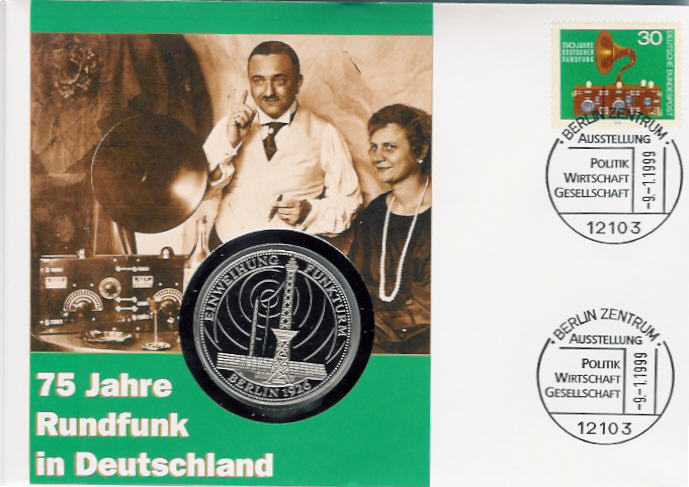 30
50 JAHRE
DEUTSCHER
RUNDFUNK
DEUTSCHE BUNDESPOST
· BERLIN ZENTRUM ·
AUSSTELLUNG
POLITIK
WIRTSCHAFT
GESELLSCHAFT
-9.-1.1999
12103
EINWEIHUNG FUNKTURM
BERLIN 1926
· BERLIN ZENTRUM ·
AUSSTELLUNG
POLITIK
WIRTSCHAFT
GESELLSCHAFT
-9.-1.1999
12103
75 Jahre
Rundfunk
in Deutschland